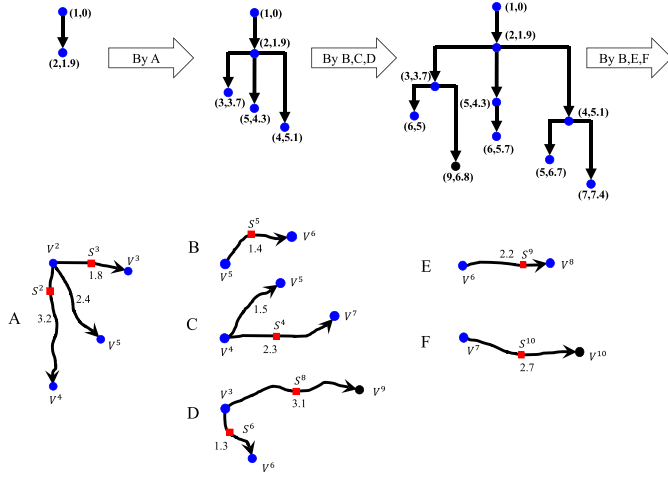 (1,0)
(2,1.9)
By A
(1,0)
(2,1.9)
(3,3.7)
(5,4.3)
(4,5.1)
By B,C,D
(1,0)
(2,1.9)
(3,3.7)
(5,4.3)
(4,5.1)
(6,5)
(6,5.7)
(9,6.8)
(5,6.7)
(7,7.4)
By B,E,F
A
V²
S³
V³
1.8
S²
2.4
3.2
V⁵
V⁴
B
S⁵
V⁶
1.4
V⁵
C
V⁵
1.5
S⁴
V⁷
V⁴
2.3
D
V³
S⁸
V⁹
3.1
S⁶
1.3
V⁶
E
2.2
S⁹
V⁸
V⁶
F
V⁷
S¹⁰
2.7
V¹⁰